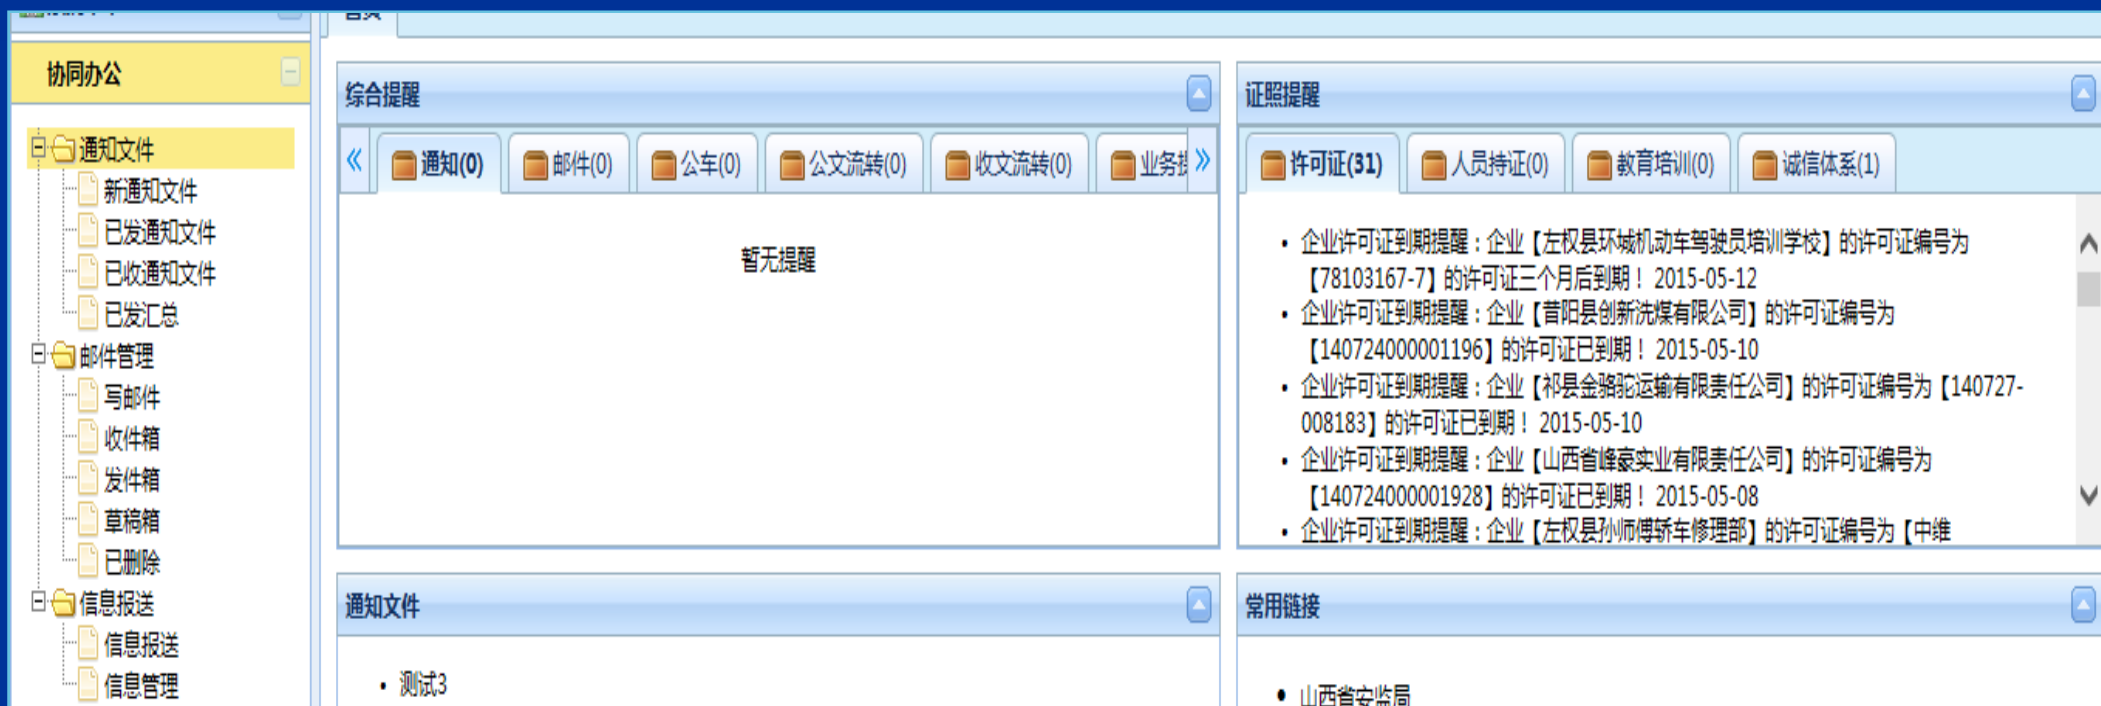 首页
协同办公
通知文件
新通知文件
已发通知文件
已收通知文件
已发汇总
邮件管理
写邮件
收件箱
发件箱
草稿箱
已删除
信息报送
信息报送
信息管理
综合提醒
通知(0) 邮件(0) 公车(0) 公文流转(0) 收文流转(0) 业务
暂无提醒
证照提醒
许可证(31) 人员持证(0) 教育培训(0) 诚信体系(1)
• 企业许可证到期提醒：企业【左权县环城机动车驾驶员培训学校】的许可证编号为
【78103167-7】的许可证三个月后到期！ 2015-05-12
• 企业许可证到期提醒：企业【昔阳县创新洗煤有限公司】的许可证编号为
【140724000001196】的许可证已到期！ 2015-05-10
• 企业许可证到期提醒：企业【祁县金骆驼运输有限责任公司】的许可证编号为【140727-
008183】的许可证已到期！ 2015-05-10
• 企业许可证到期提醒：企业【山西省峰豪实业有限责任公司】的许可证编号为
【140724000001928】的许可证已到期！ 2015-05-08
• 企业许可证到期提醒：企业【左权县孙师傅轿车修理部】的许可证编号为【中维
通知文件
• 测试3
常用链接
• 山西省安监局